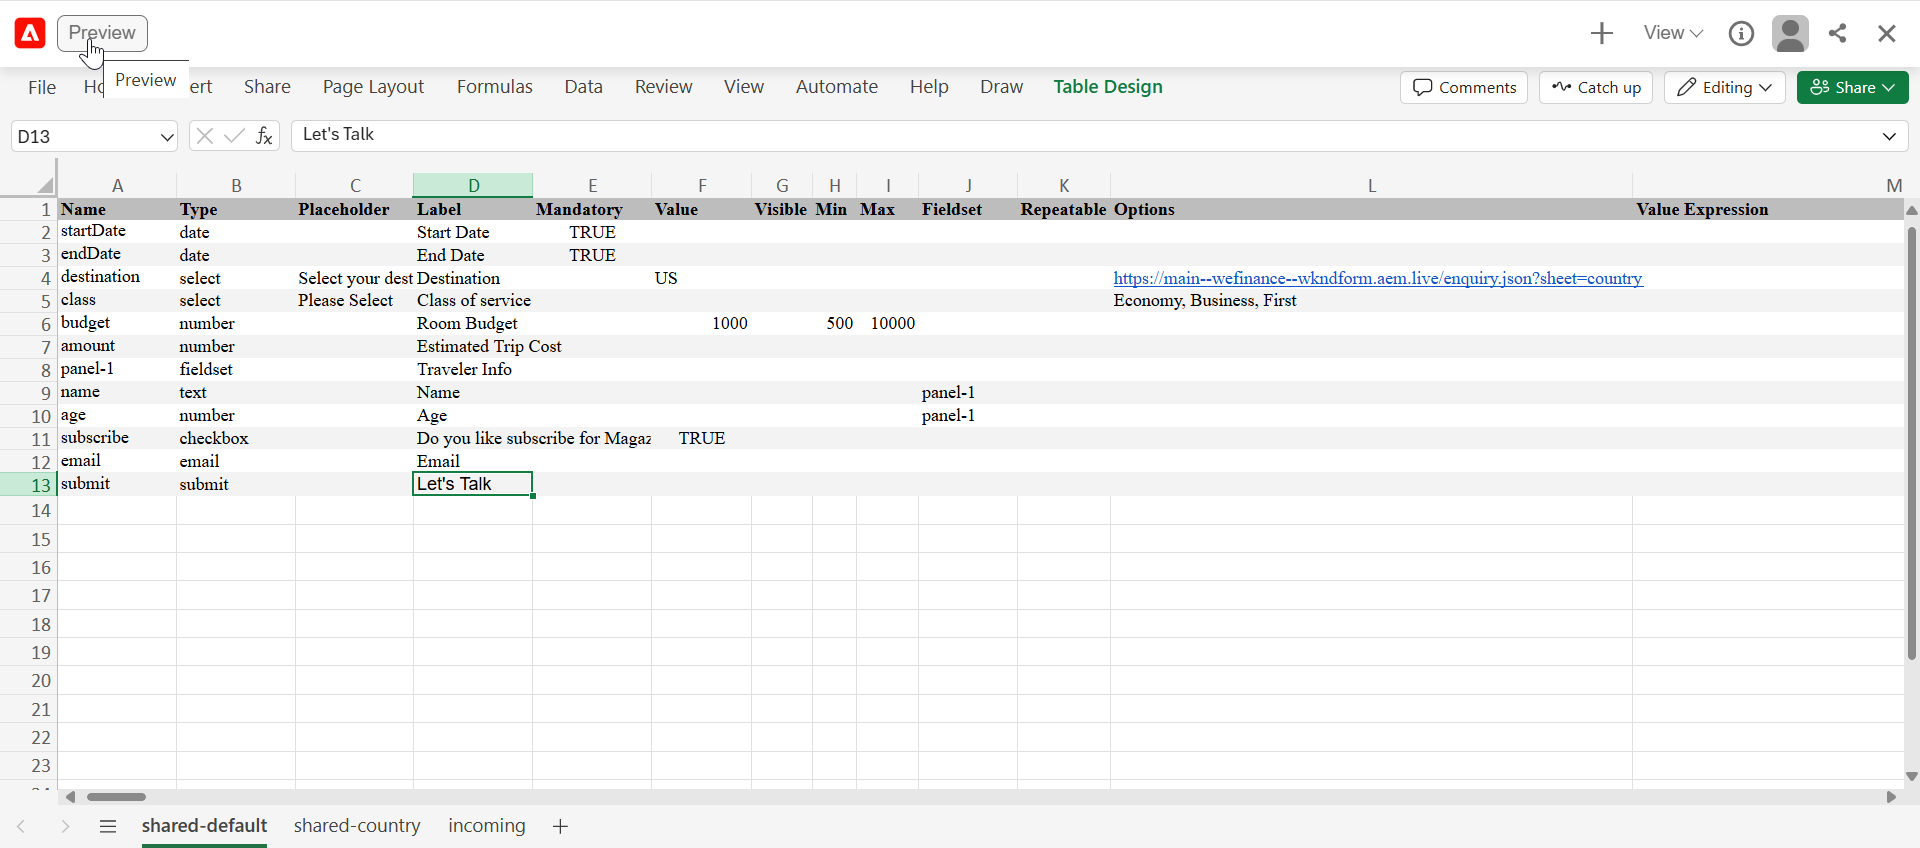 Preview
View
Preview
File Ho ert Share Page Layout Formulas Data Review View Automate Help Draw Table Design Comments Catch up Editing Share
D13 fx Let's Talk
A B C D E F G H I J K L M
1 Name Type Placeholder Label Mandatory Value Visible Min Max Fieldset Repeatable Options Value Expression
2 startDate date Start Date TRUE
3 endDate date End Date TRUE
4 destination select Select your dest Destination US https://main--wefinance--wkndform.aem.live/enquiry.json?sheet=country
5 class select Please Select Class of service Economy, Business, First
6 budget number Room Budget 1000 500 10000
7 amount number Estimated Trip Cost
8 panel-1 fieldset Traveler Info
9 name text Name panel-1
10 age number Age panel-1
11 subscribe checkbox Do you like subscribe for Magaz TRUE
12 email email Email
13 submit submit Let's Talk
14
15
16
17
18
19
20
21
22
23
shared-default shared-country incoming